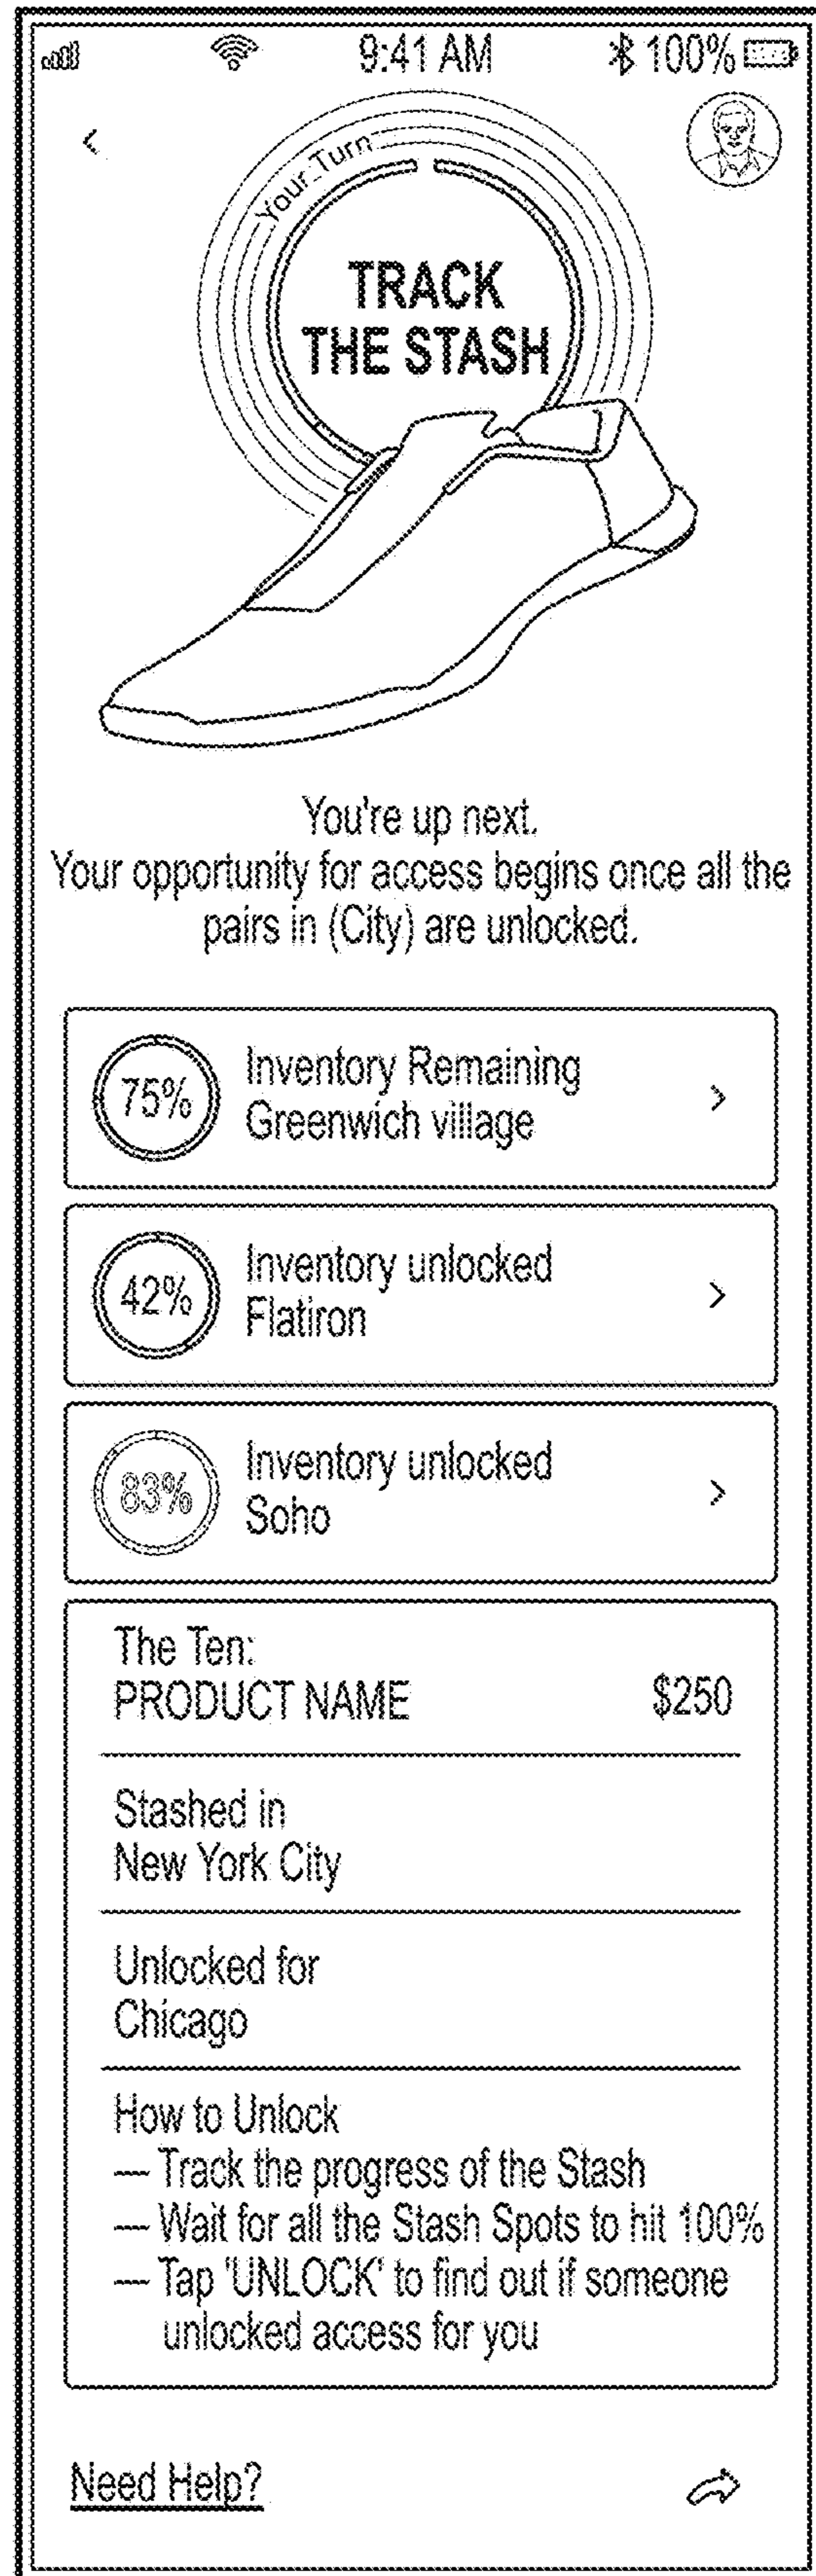 9:41 AM
100%
Your Turn
TRACK
THE STASH
You're up next.
Your opportunity for access begins once all the
pairs in (City) are unlocked.
75%
Inventory Remaining
Greenwich village
42%
Inventory unlocked
Flatiron
83%
Inventory unlocked
Soho
The Ten:
PRODUCT NAME
$250
Stashed in
New York City
Unlocked for
Chicago
How to Unlock
— Track the progress of the Stash
— Wait for all the Stash Spots to hit 100%
— Tap 'UNLOCK' to find out if someone
unlocked access for you
Need Help?